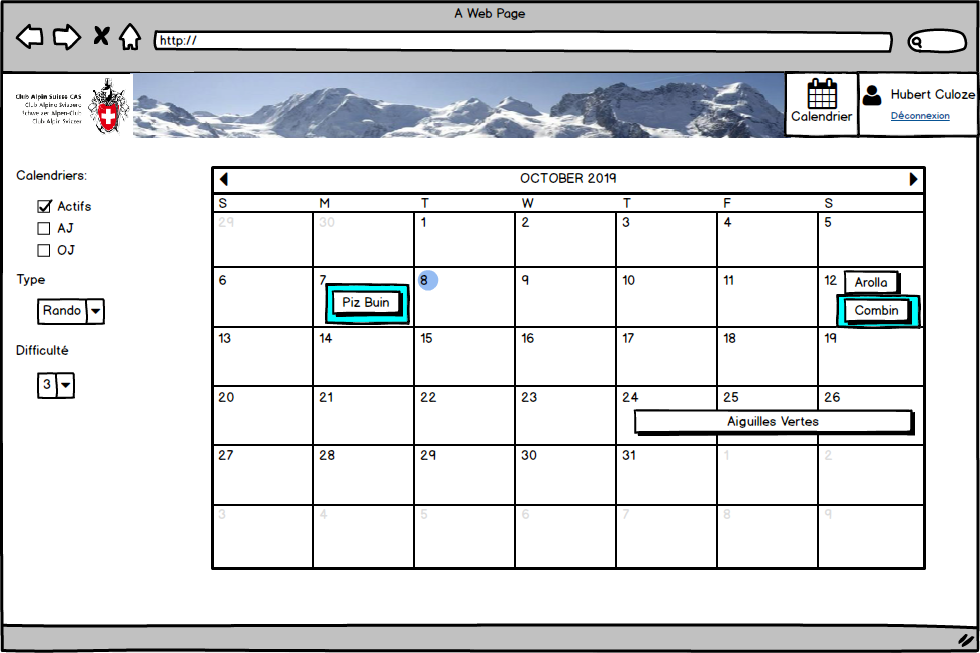 A Web Page
http://
Club Alpin Suisse CAS
Club Alpino Svizzero
Schweizer Alpen-Club
Club Alpin Svizzer
Calendrier
Hubert Culoze
Déconnexion
Calendriers:
Actifs
AJ
OJ
Type
Rando
Difficulté
3
OCTOBER 2019
S M T W T F S
29 30 1 2 3 4 5
6 7 8 9 10 11 12
Arolla
Piz Buin
Combin
13 14 15 16 17 18 19
20 21 22 23 24 25 26
Aiguilles Vertes
27 28 29 30 31 1 2
3 4 5 6 7 8 9